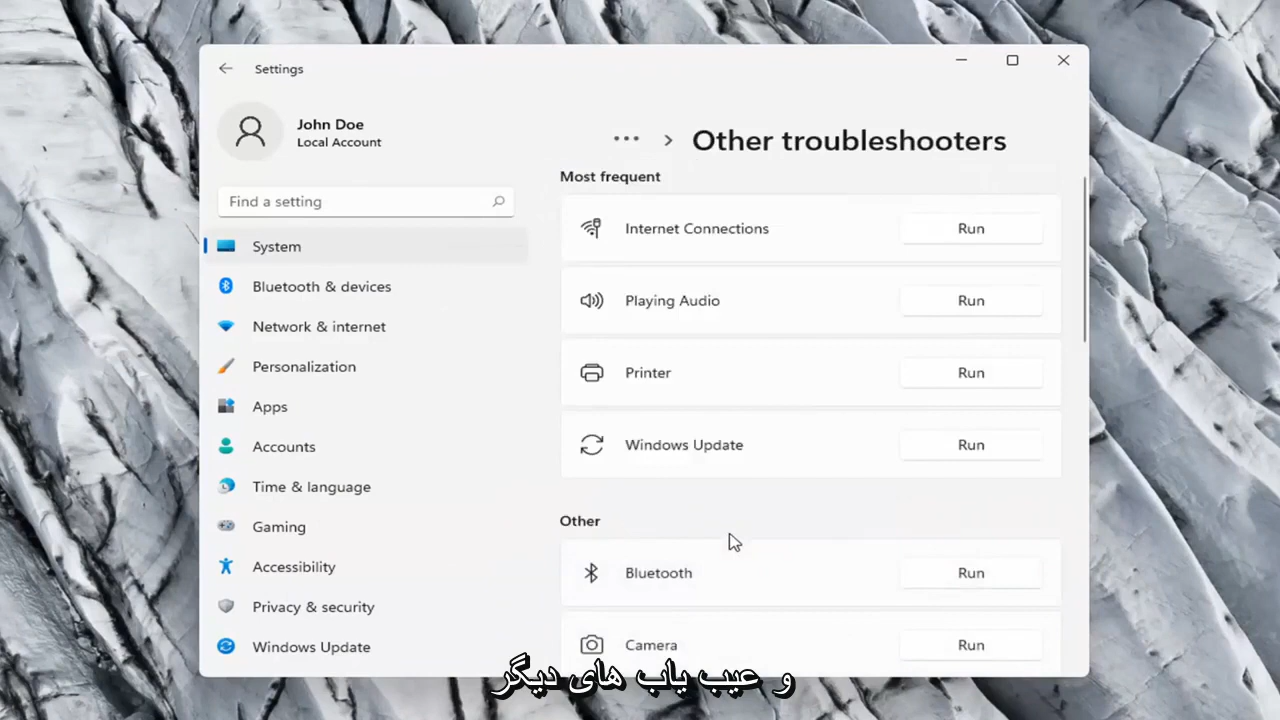 Settings
John Doe
Local Account
Find a setting
System
Bluetooth & devices
Network & internet
Personalization
Apps
Accounts
Time & language
Gaming
Accessibility
Privacy & security
Windows Update
••• > Other troubleshooters
Most frequent
Internet Connections Run
Playing Audio Run
Printer Run
Windows Update Run
Other
Bluetooth Run
Camera Run
و عیب یاب های دیگر